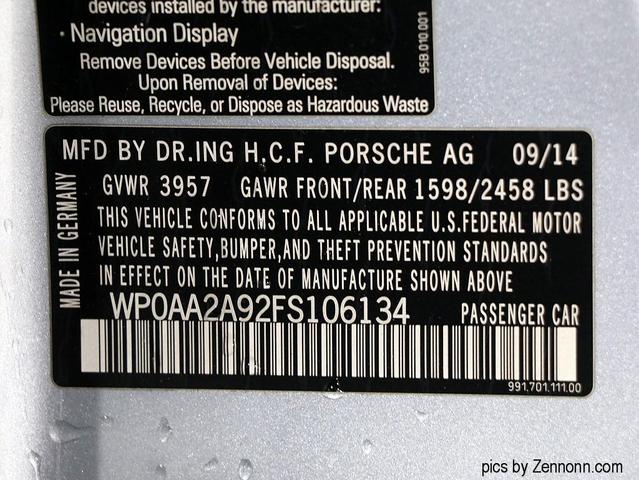 devices installed by the manufacturer:
· Navigation Display
Remove Devices Before Vehicle Disposal.
Upon Removal of Devices:
Please Reuse, Recycle, or Dispose as Hazardous Waste
95B.010.001
MFD BY DR.ING H.C.F. PORSCHE AG 09/14
GVWR 3957 GAWR FRONT/REAR 1598/2458 LBS
THIS VEHICLE CONFORMS TO ALL APPLICABLE U.S.FEDERAL MOTOR
VEHICLE SAFETY,BUMPER,AND THEFT PREVENTION STANDARDS
IN EFFECT ON THE DATE OF MANUFACTURE SHOWN ABOVE
MADE IN GERMANY
WP0AA2A92FS106134 PASSENGER CAR
991.701.111.00
pics by Zennonn.com